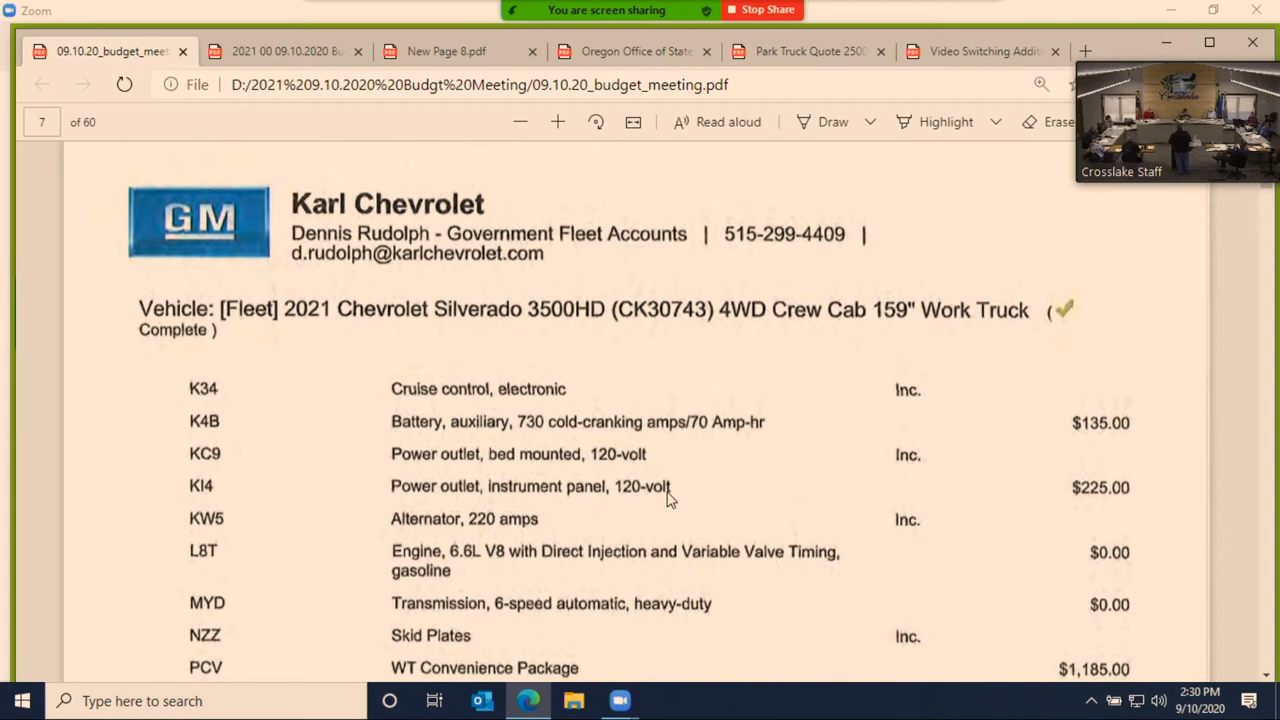 Zoom
You are screen sharing
Stop Share
09.10.20_budget_meet
2021 00 09.10.2020 Bu
New Page 8.pdf
Oregon Office of State
Park Truck Quote 2500
Video Switching Addit
File D:/2021%209.10.2020%20Budgt%20Meeting/09.10.20_budget_meeting.pdf
7 of 60
Read aloud
Draw
Highlight
Erase
Crosslake
Crosslake Staff
GM
Karl Chevrolet
Dennis Rudolph - Government Fleet Accounts | 515-299-4409 |
d.rudolph@karlchevrolet.com
Vehicle: [Fleet] 2021 Chevrolet Silverado 3500HD (CK30743) 4WD Crew Cab 159" Work Truck ( ✔
Complete )
K34 Cruise control, electronic Inc.
K4B Battery, auxiliary, 730 cold-cranking amps/70 Amp-hr $135.00
KC9 Power outlet, bed mounted, 120-volt Inc.
KI4 Power outlet, instrument panel, 120-volt $225.00
KW5 Alternator, 220 amps Inc.
L8T Engine, 6.6L V8 with Direct Injection and Variable Valve Timing, $0.00
gasoline
MYD Transmission, 6-speed automatic, heavy-duty $0.00
NZZ Skid Plates Inc.
PCV WT Convenience Package $1,185.00
Type here to search
2:30 PM
9/10/2020